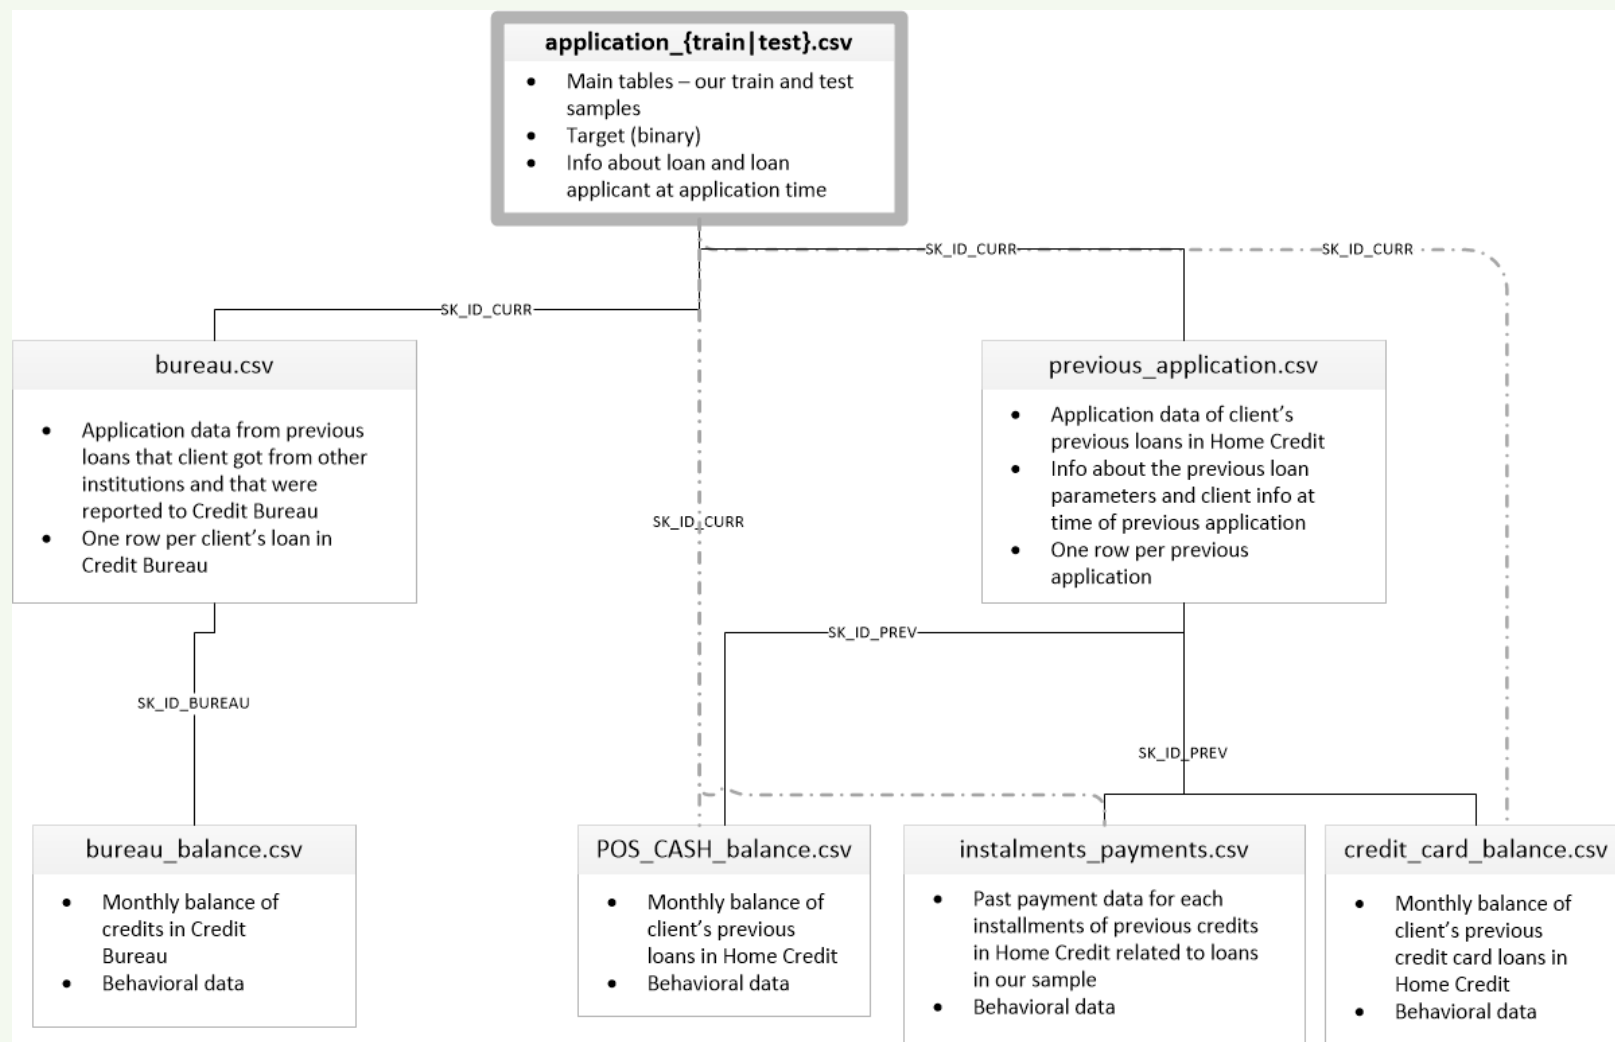 application_{train|test}.csv
• Main tables – our train and test
samples
• Target (binary)
• Info about loan and loan
applicant at application time
SK_ID_CURR
SK_ID_CURR
SK_ID_CURR
bureau.csv
• Application data from previous
loans that client got from other
institutions and that were
reported to Credit Bureau
• One row per client's loan in
Credit Bureau
previous_application.csv
• Application data of client's
previous loans in Home Credit
• Info about the previous loan
parameters and client info at
time of previous application
• One row per previous
application
SK_ID_CURR
SK_ID_PREV
SK_ID_BUREAU
SK_ID_PREV
bureau_balance.csv
• Monthly balance of
credits in Credit
Bureau
• Behavioral data
POS_CASH_balance.csv
• Monthly balance of
client's previous
loans in Home Credit
• Behavioral data
instalments_payments.csv
• Past payment data for each
installments of previous credits
in Home Credit related to loans
in our sample
• Behavioral data
credit_card_balance.csv
• Monthly balance of
client's previous
credit card loans in
Home Credit
• Behavioral data